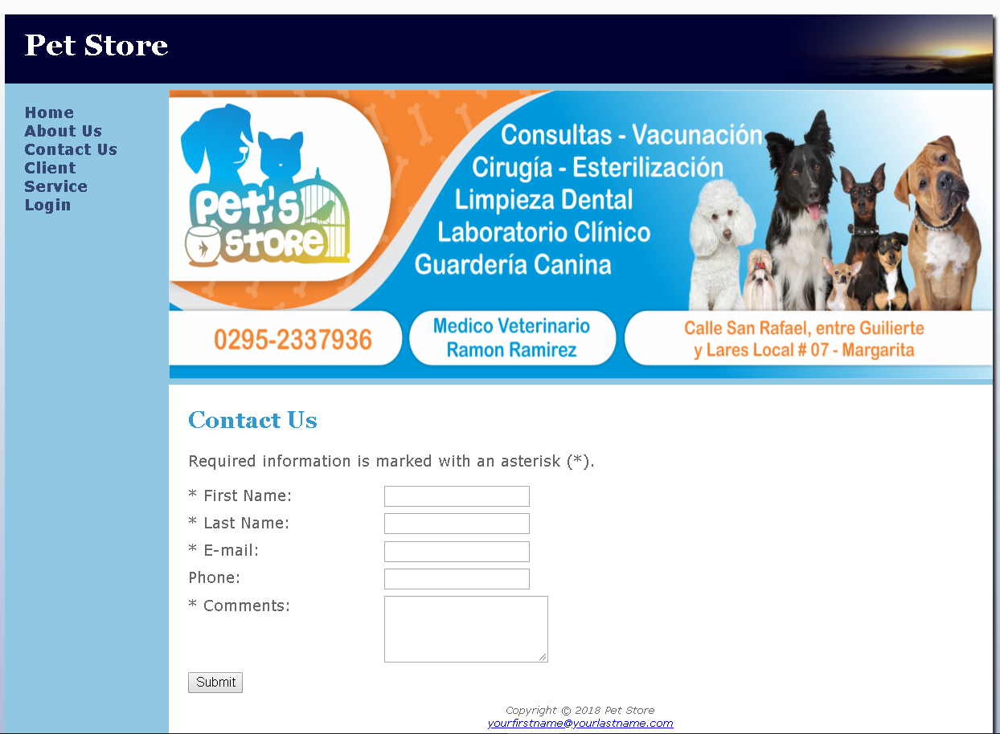 Pet Store
Home
About Us
Contact Us
Client
Service
Login
Pet's
Store
Consultas - Vacunación
Cirugía - Esterilización
Limpieza Dental
Laboratorio Clínico
Guardería Canina
0295-2337936
Medico Veterinario
Ramon Ramirez
Calle San Rafael, entre Guilierte
y Lares Local # 07 - Margarita
Contact Us
Required information is marked with an asterisk (*).
* First Name:
* Last Name:
* E-mail:
Phone:
* Comments:
Submit
Copyright © 2018 Pet Store
yourfirstname@yourlastname.com